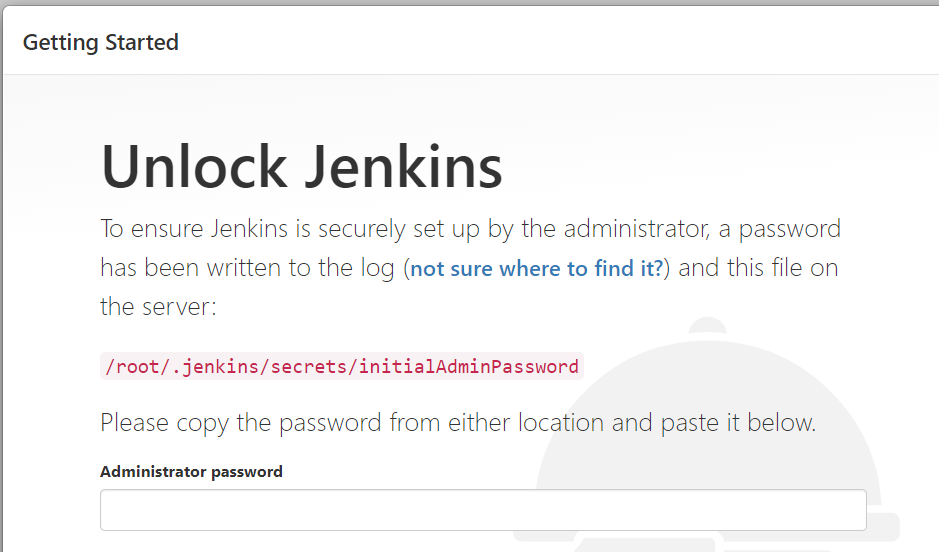 Getting Started
Unlock Jenkins
To ensure Jenkins is securely set up by the administrator, a password
has been written to the log (not sure where to find it?) and this file on
the server:
/root/.jenkins/secrets/initialAdminPassword
Please copy the password from either location and paste it below.
Administrator password